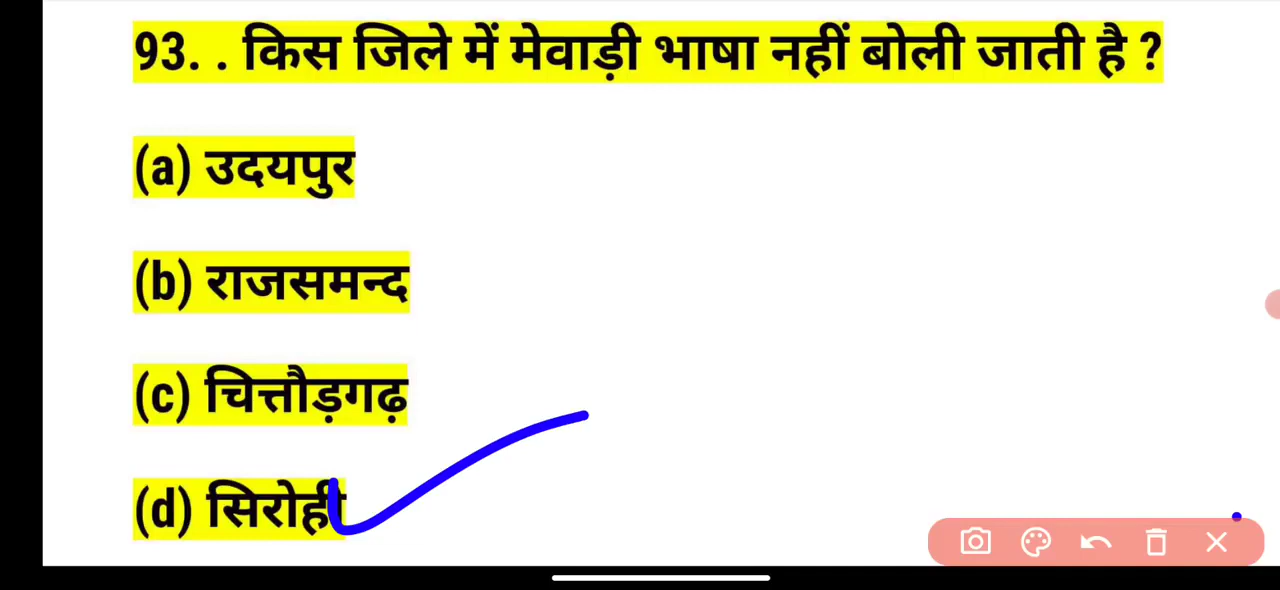 93. . किस जिले में मेवाड़ी भाषा नहीं बोली जाती है ?
(a) उदयपुर
(b) राजसमन्द
(c) चित्तौड़गढ़
(d) सिरोही